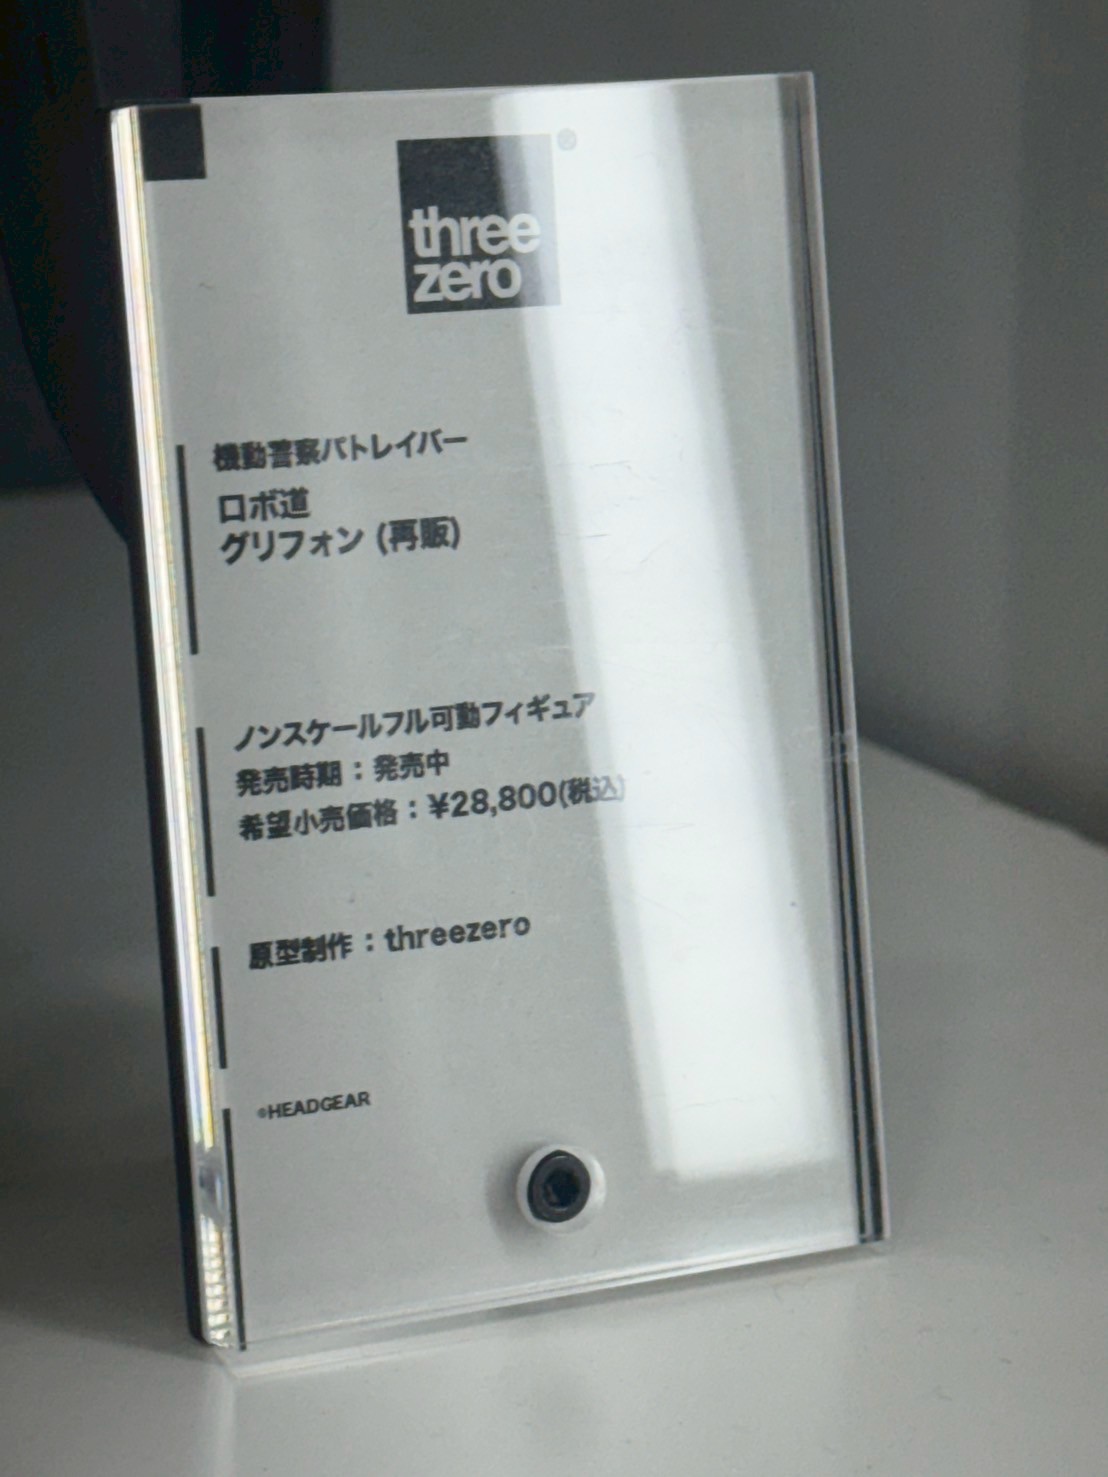 three
zero
®
機動警察パトレイバー
ロボ道
グリフォン (再販)
ノンスケールフル可動フィギュア
発売時期：発売中
希望小売価格：¥28,800(税込)
原型制作：threezero
©HEADGEAR